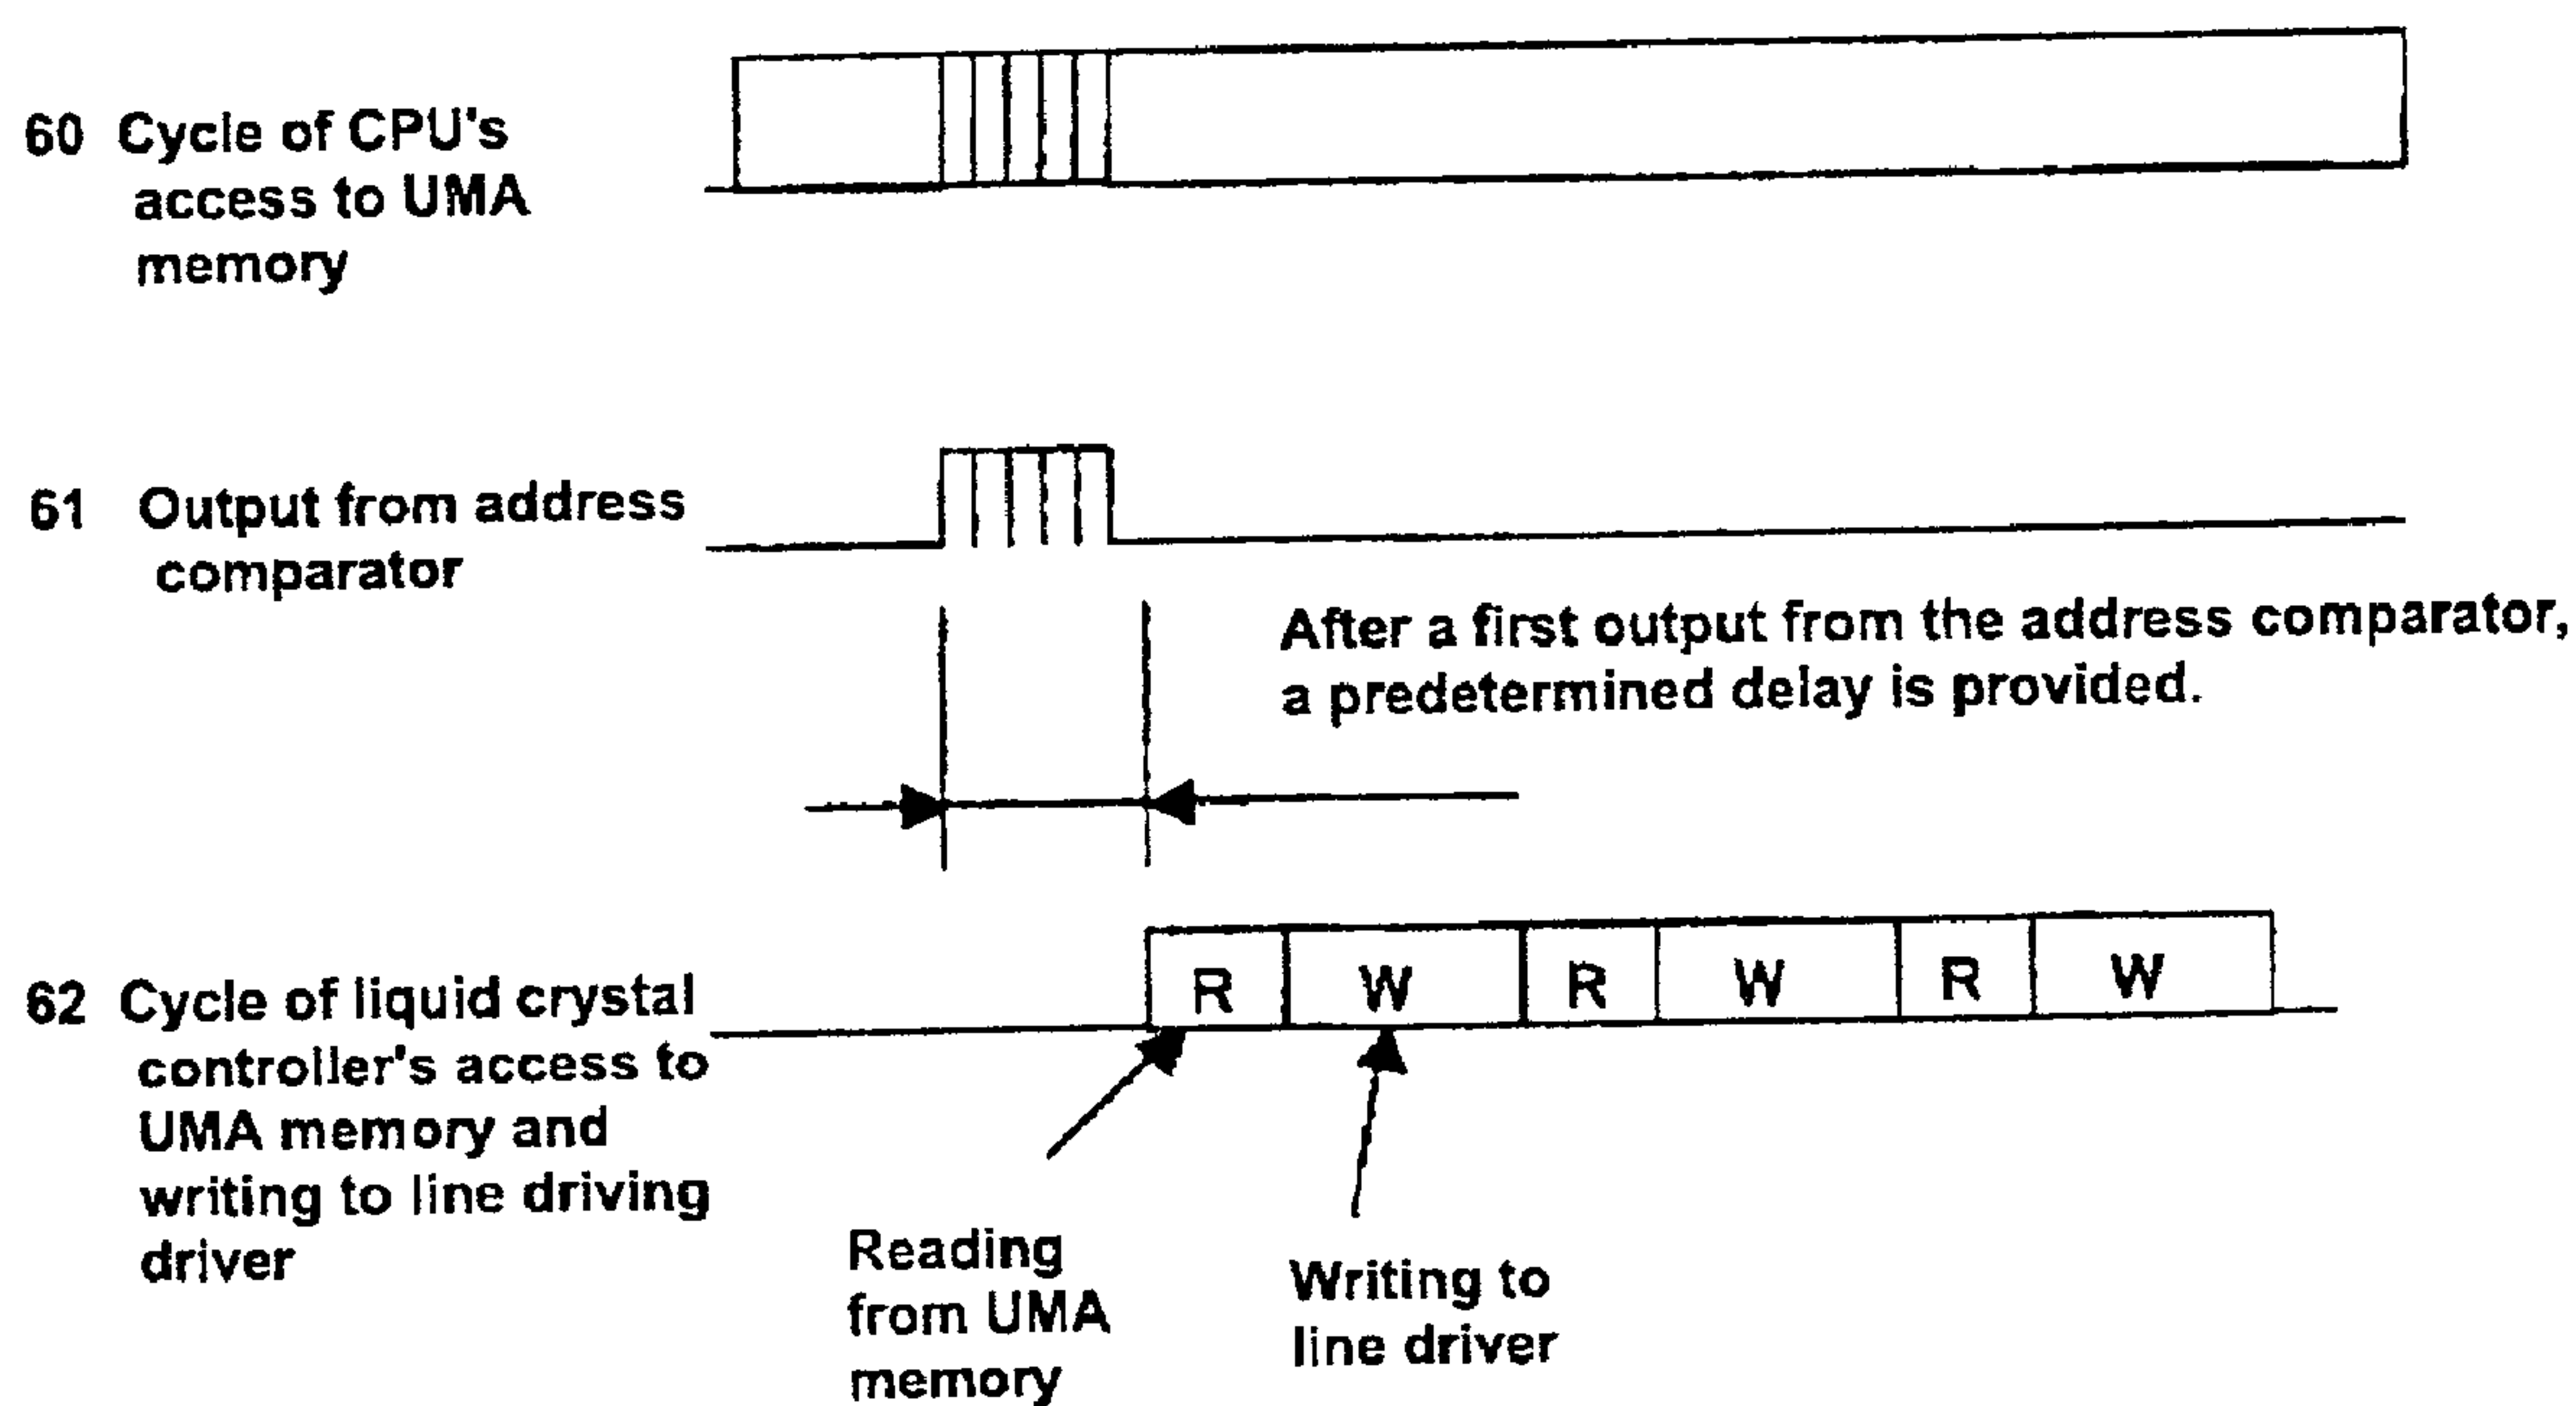 60 Cycle of CPU's
access to UMA
memory
61 Output from address
comparator
After a first output from the address comparator,
a predetermined delay is provided.
62 Cycle of liquid crystal
controller's access to
UMA memory and
writing to line driving
driver
R W R W R W
Reading
from UMA
memory
Writing to
line driver